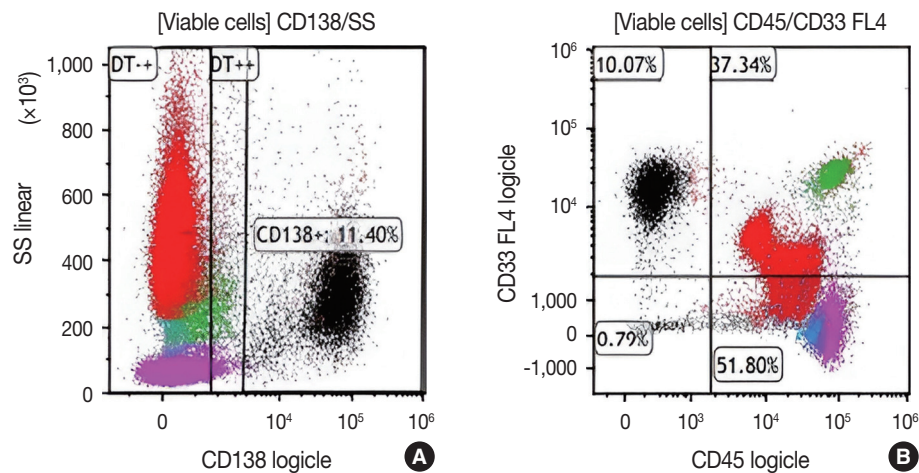 [Viable cells] CD138/SS
DT-+
DT++
CD138+: 11.40%
1,000
800
600
400
200
0
SS linear (×10³)
0
10⁴
10⁵
10⁶
CD138 logicle
A
[Viable cells] CD45/CD33 FL4
10.07%
37.34%
0.79%
51.80%
10⁶
10⁵
10⁴
1,000
0
-1,000
CD33 FL4 logicle
0
10³
10⁴
10⁵
10⁶
CD45 logicle
B